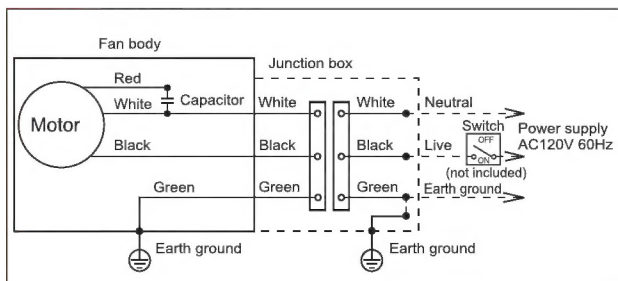 Fan body
Junction box
Red
White
Capacitor
White
White
Neutral
Motor
Switch
OFF
ON
(not included)
Power supply
AC120V 60Hz
Black
Black
Black
Live
Green
Green
Green
Earth ground
Earth ground
Earth ground